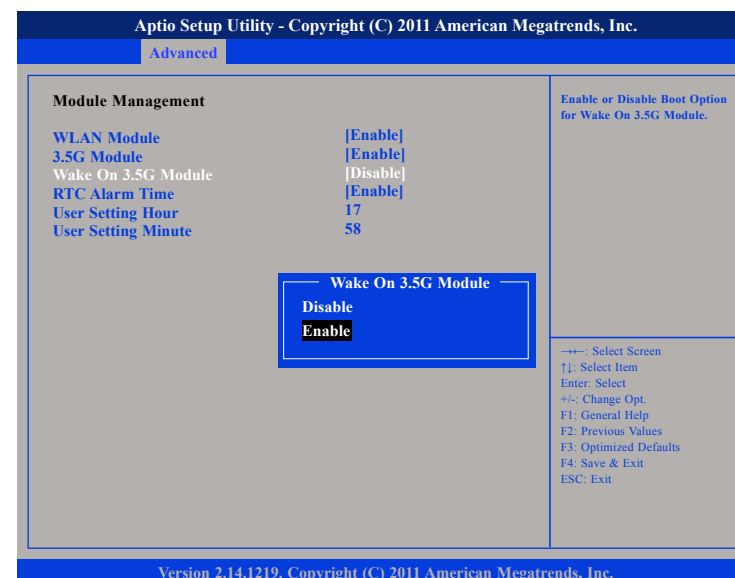 Aptio Setup Utility - Copyright (C) 2011 American Megatrends, Inc.
Advanced
Module Management
WLAN Module [Enable]
3.5G Module [Enable]
Wake On 3.5G Module [Disable]
RTC Alarm Time [Enable]
User Setting Hour 17
User Setting Minute 58
Wake On 3.5G Module
Disable
Enable
Enable or Disable Boot Option
for Wake On 3.5G Module.
→←: Select Screen
↑↓: Select Item
Enter: Select
+/-: Change Opt.
F1: General Help
F2: Previous Values
F3: Optimized Defaults
F4: Save & Exit
ESC: Exit
Version 2.14.1219. Copyright (C) 2011 American Megatrends, Inc.